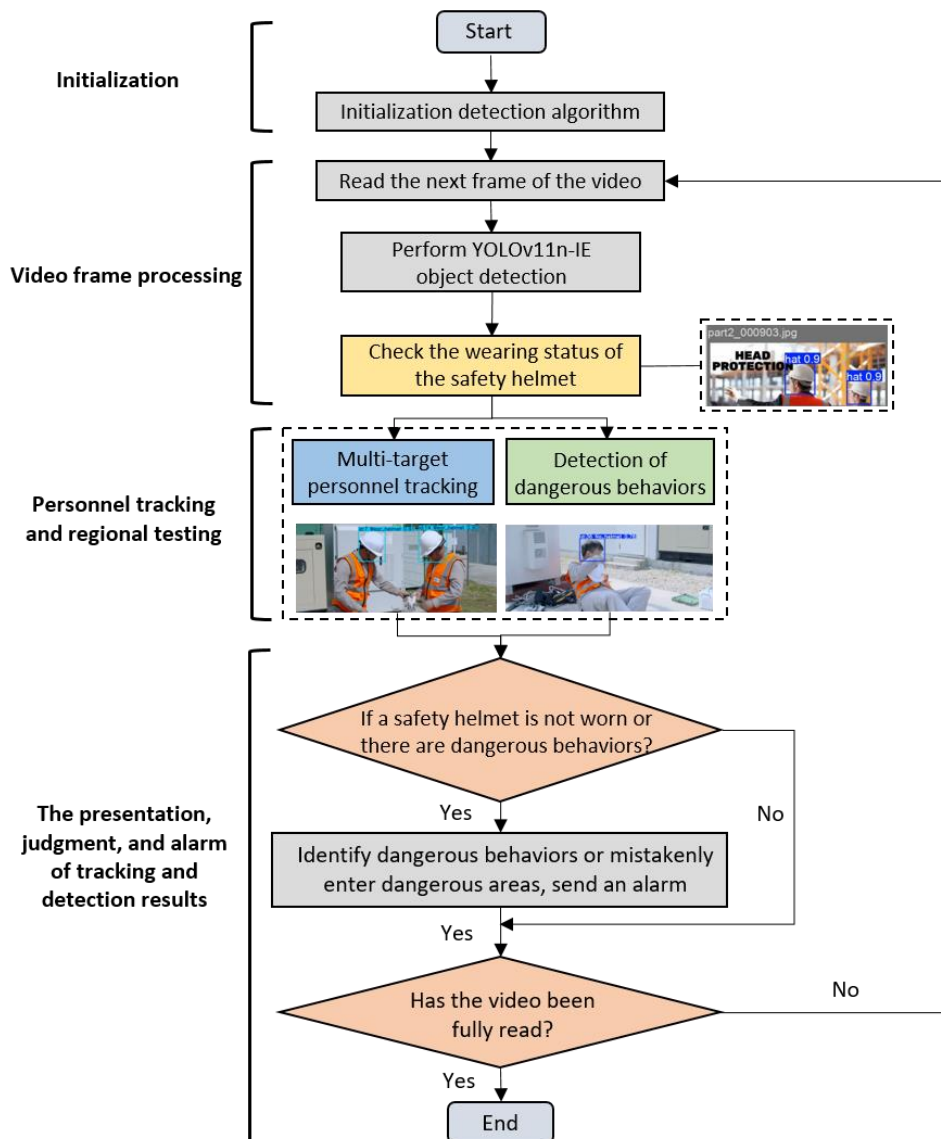 Start
Initialization
Initialization detection algorithm
Read the next frame of the video
Perform YOLOv11n-IE
object detection
Video frame processing
Check the wearing status of
the safety helmet
part2_000903.jpg
HEAD
PROTECTION
hat 0.9
hat 0.9
Multi-target
personnel tracking
Detection of
dangerous behaviors
Personnel tracking
and regional testing
If a safety helmet is not worn or
there are dangerous behaviors?
Yes
No
The presentation,
judgment, and alarm
of tracking and
detection results
Identify dangerous behaviors or mistakenly
enter dangerous areas, send an alarm
Yes
Has the video been
fully read?
No
Yes
End